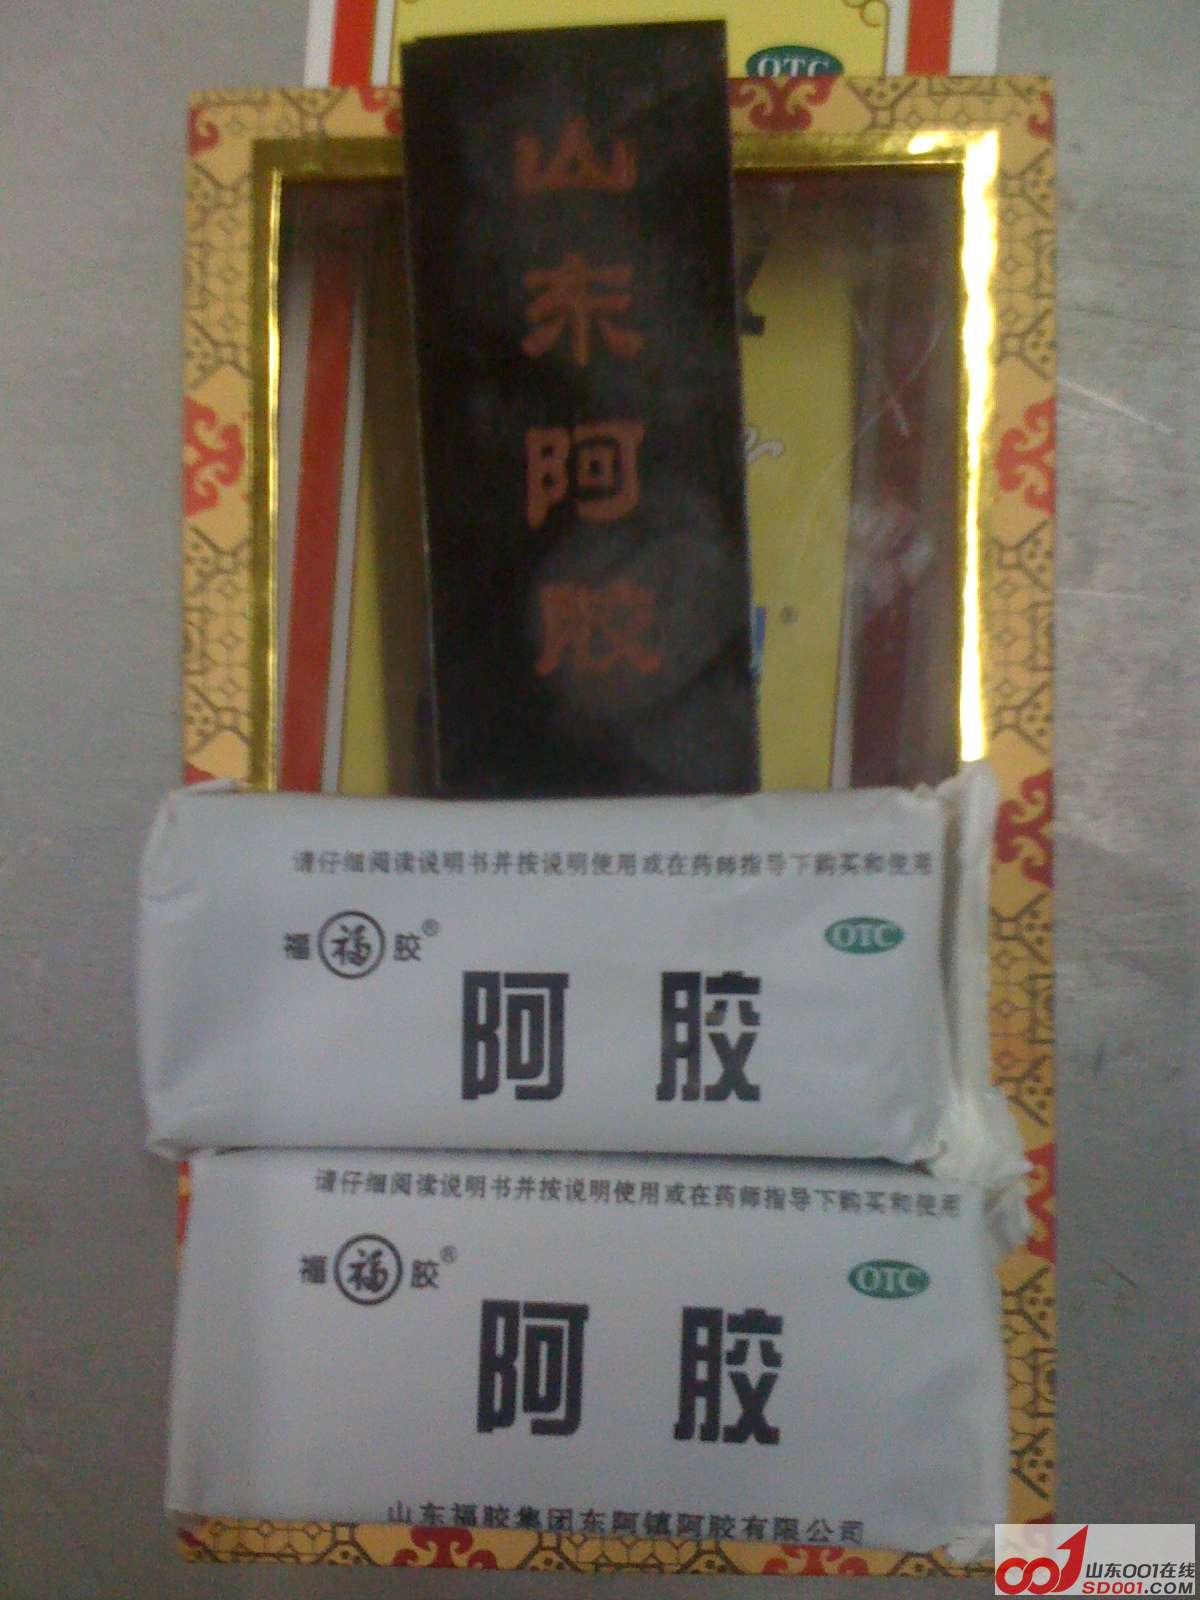 OTC
山
东
阿
胶
®
请仔细阅读说明书并按说明使用或在药师指导下购买和使用
福福胶® OTC
阿胶
请仔细阅读说明书并按说明使用或在药师指导下购买和使用
福福胶® OTC
阿胶
山东福胶集团东阿镇阿胶有限公司
001 山东001在线
SD001.COM